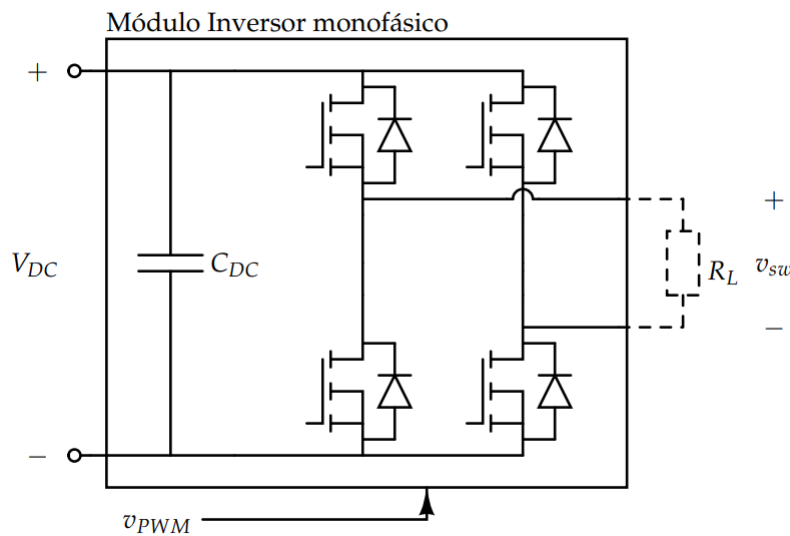 Módulo Inversor monofásico
+
+
V_DC
C_DC
R_L
v_sw
−
−
v_PWM